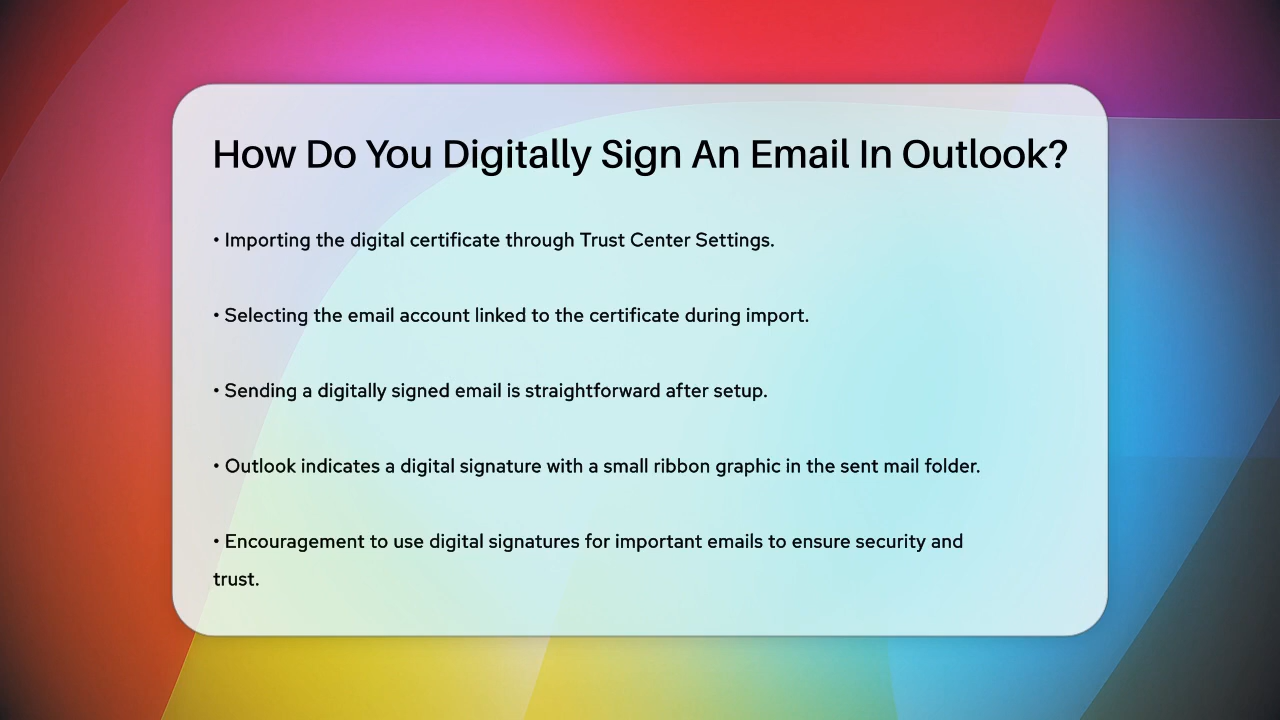 How Do You Digitally Sign An Email In Outlook?
• Importing the digital certificate through Trust Center Settings.
• Selecting the email account linked to the certificate during import.
• Sending a digitally signed email is straightforward after setup.
• Outlook indicates a digital signature with a small ribbon graphic in the sent mail folder.
• Encouragement to use digital signatures for important emails to ensure security and
trust.